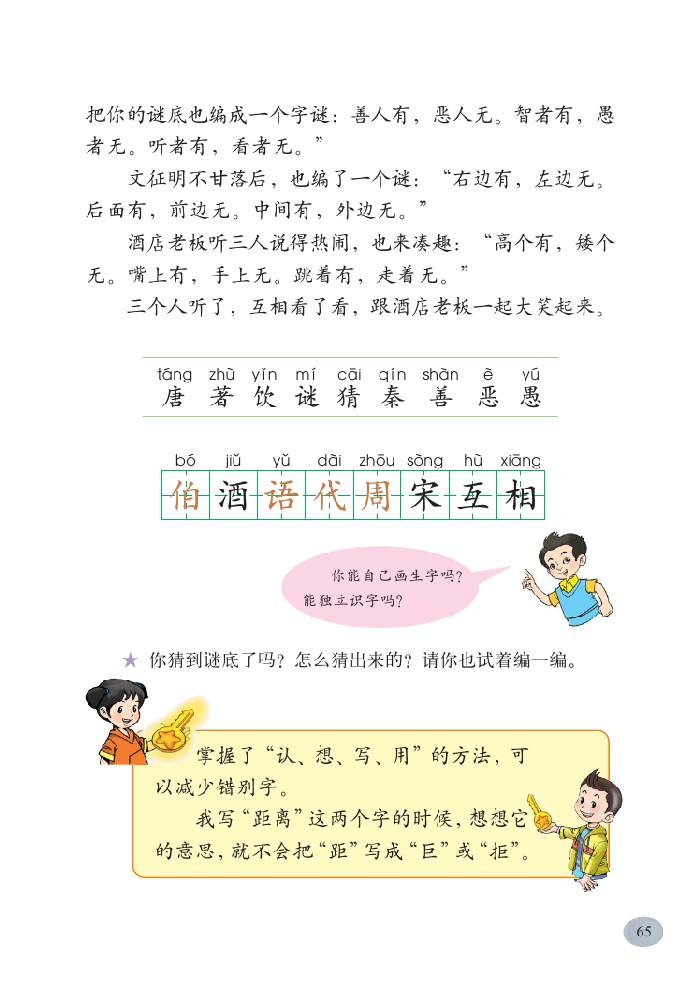 把你的谜底也编成一个字谜：善人有，恶人无。智者有，愚
者无。听者有，看者无。”
文征明不甘落后，也编了一个谜：“右边有，左边无。
后面有，前边无。中间有，外边无。”
酒店老板听三人说得热闹，也来凑趣：“高个有，矮个
无。嘴上有，手上无。跳着有，走着无。”
三个人听了，互相看了看，跟酒店老板一起大笑起来。
táng zhù yǐn mí cāi qín shàn è yú
唐 著 饮 谜 猜 秦 善 恶 愚
bó jiǔ yǔ dài zhōu sòng hù xiāng
伯 酒 语 代 周 宋 互 相
你能自己画生字吗？
能独立识字吗？
★ 你猜到谜底了吗？怎么猜出来的？请你也试着编一编。
掌握了“认、想、写、用”的方法，可
以减少错别字。
我写“距离”这两个字的时候，想想它
的意思，就不会把“距”写成“巨”或“拒”。
65